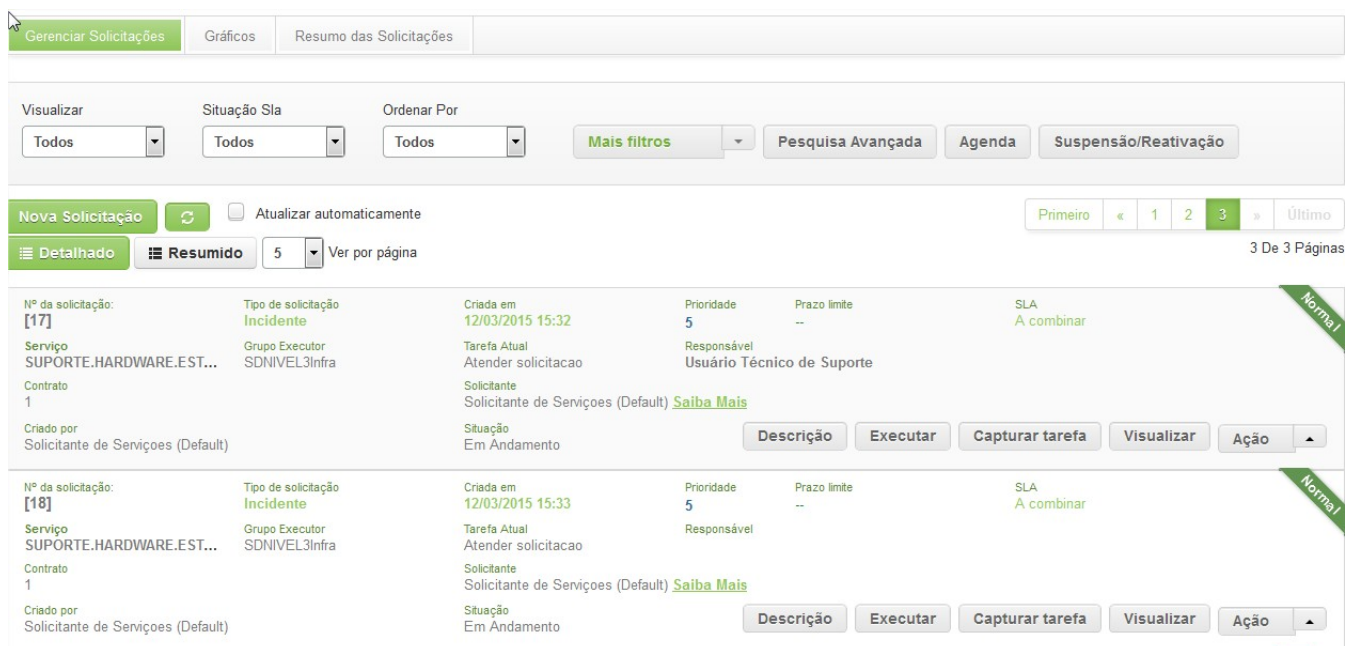 Gerenciar Solicitações Gráficos Resumo das Solicitações
Visualizar Situação Sla Ordenar Por
Todos Todos Todos Mais filtros Pesquisa Avançada Agenda Suspensão/Reativação
Nova Solicitação Atualizar automaticamente Primeiro « 1 2 3 » Último
Detalhado Resumido 5 Ver por página 3 De 3 Páginas
Nº da solicitação: Tipo de solicitação Criada em Prioridade Prazo limite SLA Normal
[17] Incidente 12/03/2015 15:32 5 -- A combinar
Serviço Grupo Executor Tarefa Atual Responsável
SUPORTE.HARDWARE.EST... SDNIVEL3Infra Atender solicitacao Usuário Técnico de Suporte
Contrato Solicitante
1 Solicitante de Serviçoes (Default) Saiba Mais
Criado por Situação
Solicitante de Serviçoes (Default) Em Andamento Descrição Executar Capturar tarefa Visualizar Ação
Nº da solicitação: Tipo de solicitação Criada em Prioridade Prazo limite SLA Normal
[18] Incidente 12/03/2015 15:33 5 -- A combinar
Serviço Grupo Executor Tarefa Atual Responsável
SUPORTE.HARDWARE.EST... SDNIVEL3Infra Atender solicitacao
Contrato Solicitante
1 Solicitante de Serviçoes (Default) Saiba Mais
Criado por Situação
Solicitante de Serviçoes (Default) Em Andamento Descrição Executar Capturar tarefa Visualizar Ação